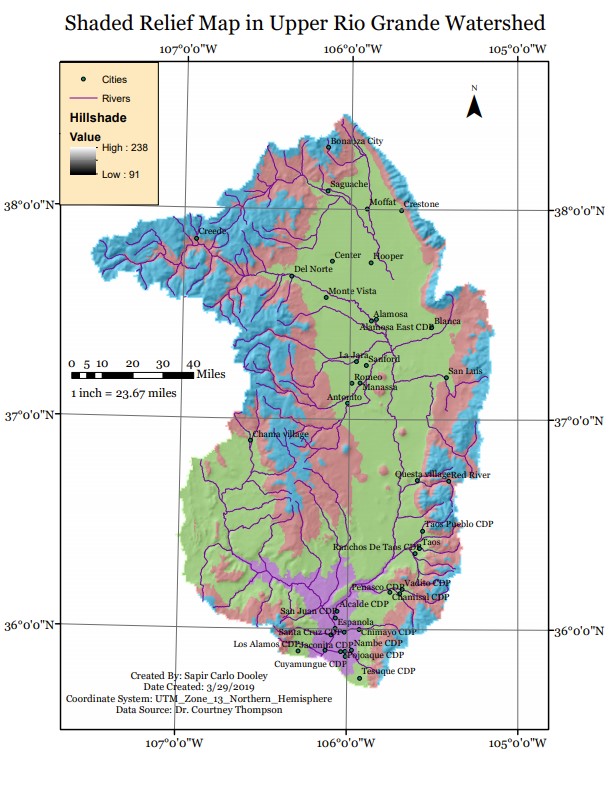 Shaded Relief Map in Upper Rio Grande Watershed
107°0'0"W 106°0'0"W 105°0'0"W
Cities
Rivers
Hillshade
Value
High : 238
Low : 91
N
Bonanza City
Saguache
38°0'0"N Moffat Crestone 38°0'0"N
Creede
Center Hooper
Del Norte
Monte Vista
Alamosa
Alamosa East CDP Blanca
0 5 10 20 30 40
Miles
1 inch = 23.67 miles
La Jara Sanford
San Luis
Romeo
Manassa
Antonito
37°0'0"N 37°0'0"N
Chama village
Questa village Red River
Taos Pueblo CDP
Ranchos De Taos CDP Taos
Penasco CDP Vadito CDP
Chamisal CDP
San Juan CDP Alcalde CDP
36°0'0"N Espanola 36°0'0"N
Santa Cruz CDP Chimayo CDP
Los Alamos CDP Jaconita CDP Nambe CDP
Pojoaque CDP
Cuyamungue CDP
Tesuque CDP
Created By: Sapir Carlo Dooley
Date Created: 3/29/2019
Coordinate System: UTM_Zone_13_Northern_Hemisphere
Data Source: Dr. Courtney Thompson
107°0'0"W 106°0'0"W 105°0'0"W